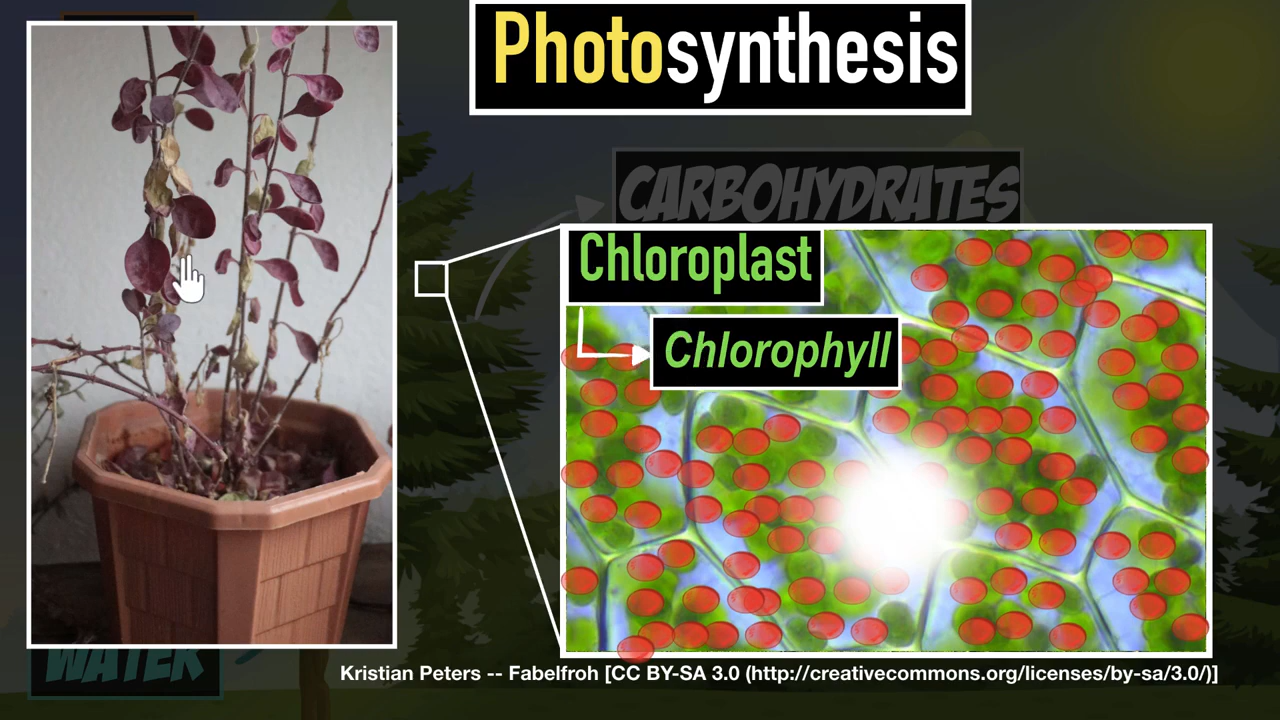 Photosynthesis
CARBOHYDRATES
Chloroplast
Chlorophyll
WATER
Kristian Peters -- Fabelfroh [CC BY-SA 3.0 (http://creativecommons.org/licenses/by-sa/3.0/)]